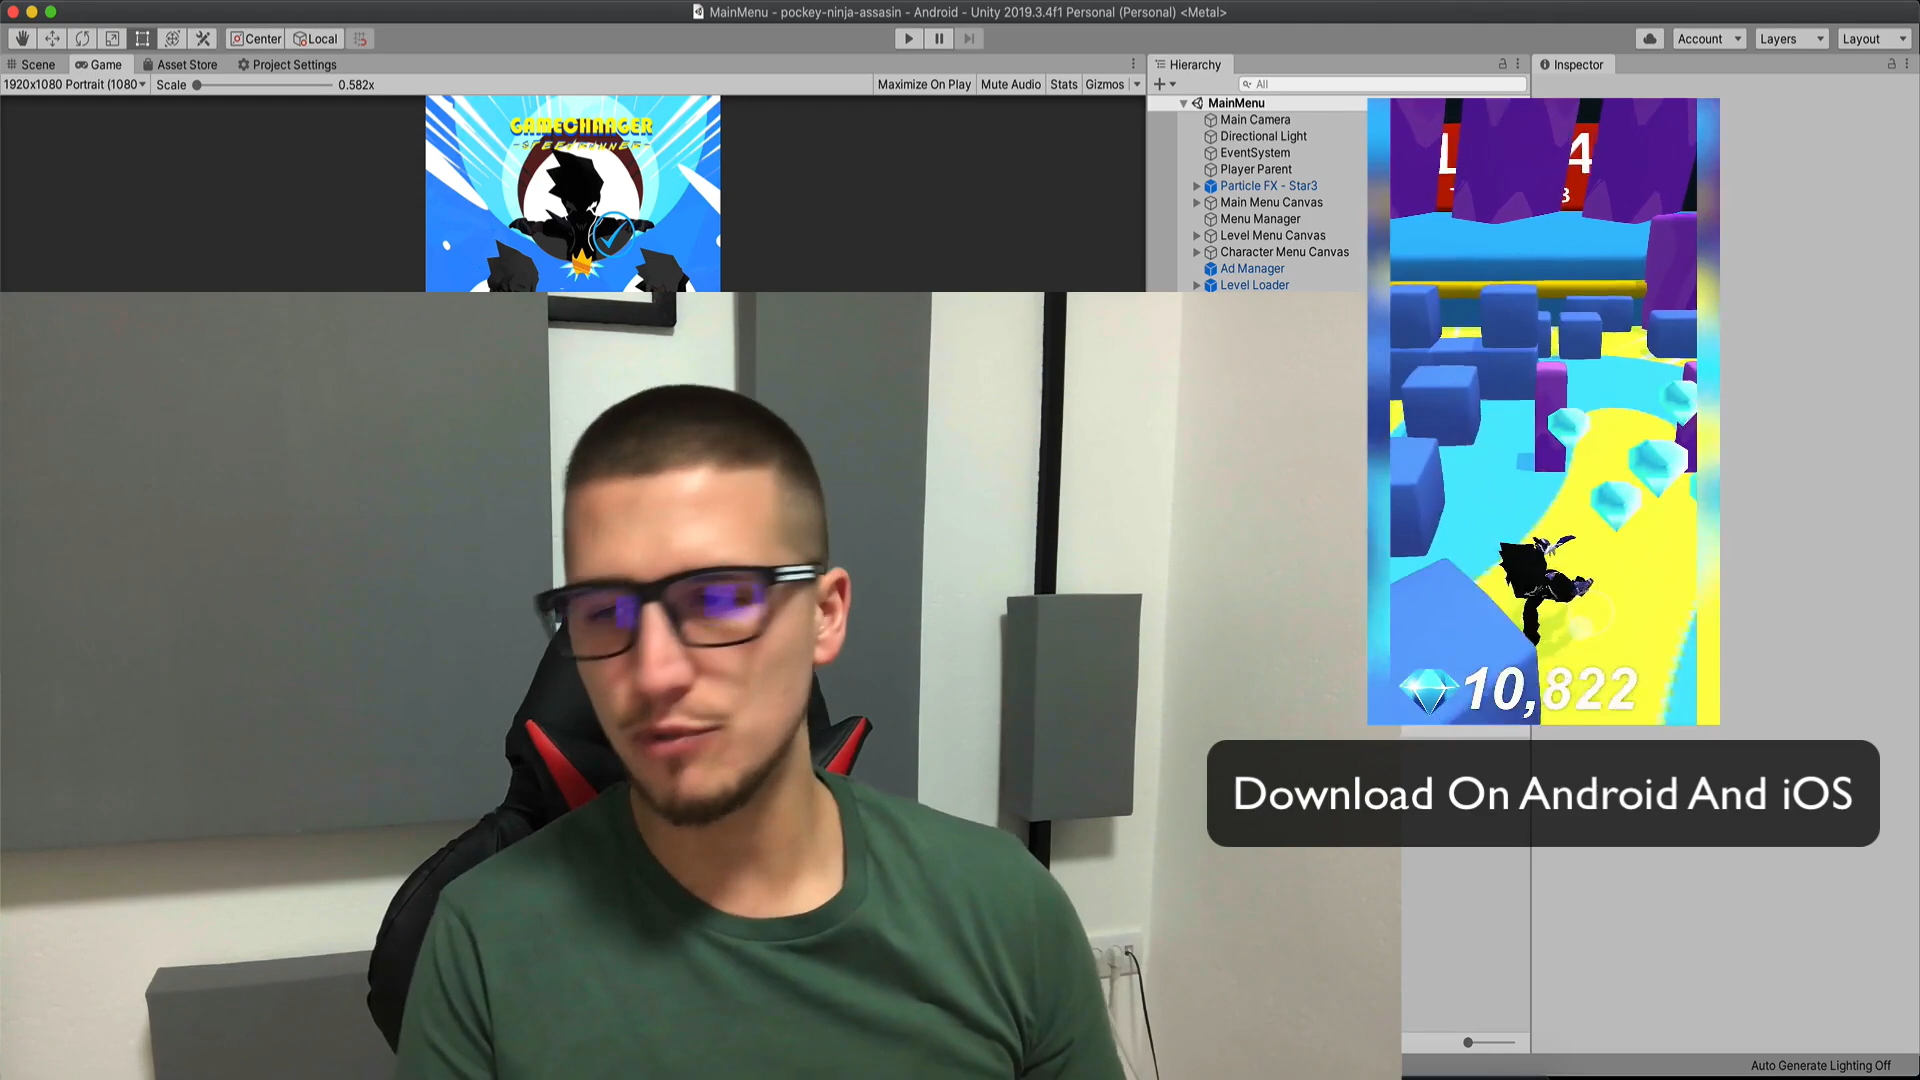 MainMenu - pockey-ninja-assasin - Android - Unity 2019.3.4f1 Personal (Personal) <Metal>
Center Local
Account Layers Layout
Scene Game Asset Store Project Settings
Hierarchy
Inspector
1920x1080 Portrait (1080 Scale 0.582x Maximize On Play Mute Audio Stats Gizmos
All
MainMenu
Main Camera
Directional Light
EventSystem
Player Parent
Particle FX - Star3
Main Menu Canvas
Menu Manager
Level Menu Canvas
Character Menu Canvas
Ad Manager
Level Loader
GAMECHANGER
-SPEEDRUNNER-
L 4
10,822
Download On Android And iOS
Auto Generate Lighting Off